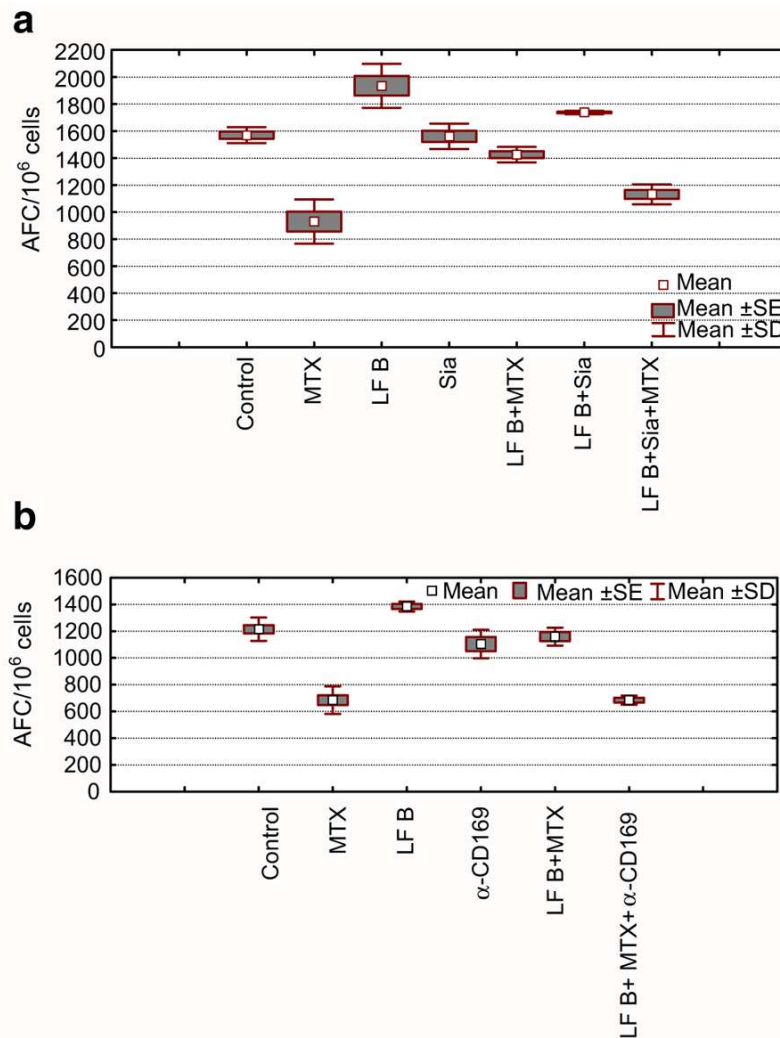 a
AFC/10⁶ cells
2200
2000
1800
1600
1400
1200
1000
800
600
400
200
0
Mean
Mean ±SE
Mean ±SD
Control
MTX
LF B
Sia
LF B+MTX
LF B+Sia
LF B+Sia+MTX
b
AFC/10⁶ cells
1600
1400
1200
1000
800
600
400
200
0
Mean Mean ±SE Mean ±SD
Control
MTX
LF B
α-CD169
LF B+MTX
LF B+ MTX+α-CD169